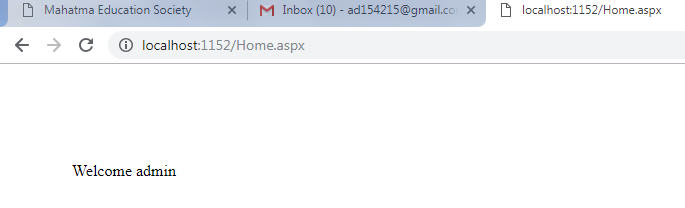 Mahatma Education Society
Inbox (10) - ad154215@gmail.co
localhost:1152/Home.aspx
localhost:1152/Home.aspx
Welcome admin